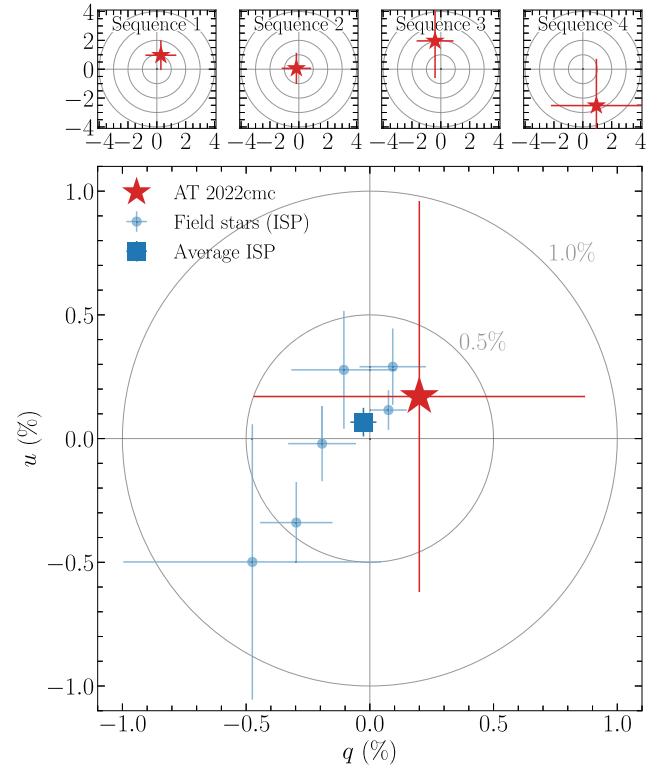 Sequence 1 Sequence 2 Sequence 3 Sequence 4
4
2
0
−2
−4
−4 −2 0 2 4 −4 −2 0 2 4 −4 −2 0 2 4 −4 −2 0 2 4
AT 2022cmc
Field stars (ISP)
Average ISP
1.0%
0.5%
1.0
0.5
0.0
−0.5
−1.0
u (%)
−1.0 −0.5 0.0 0.5 1.0
q (%)